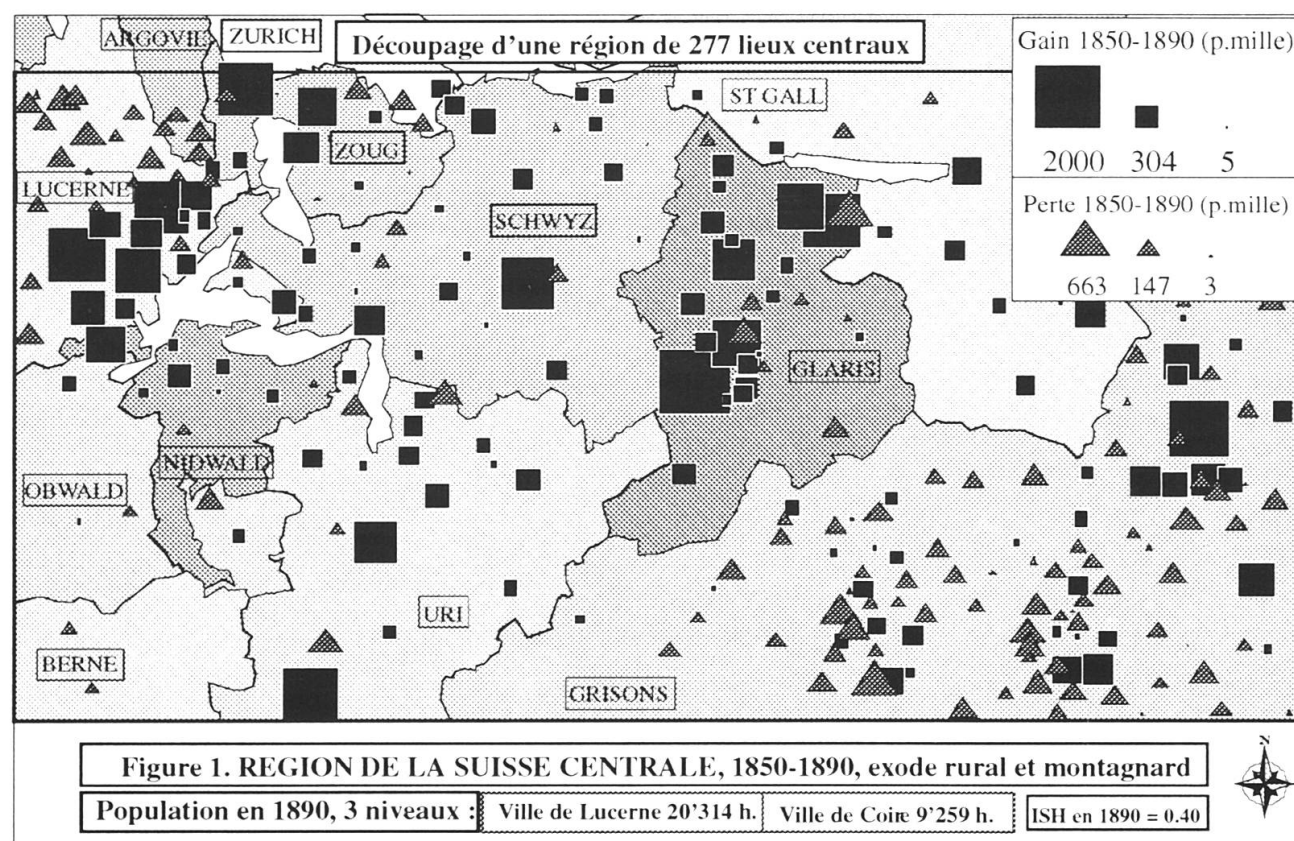 ARGOVIE
ZURICH
Découpage d'une région de 277 lieux centraux
Gain 1850-1890 (p.mille)
2000 304 5
Perte 1850-1890 (p.mille)
663 147 3
ST GALL
ZOUG
LUCERNE
SCHWYZ
GLARIS
NIDWALD
OBWALD
URI
BERNE
GRISONS
Figure 1. REGION DE LA SUISSE CENTRALE, 1850-1890, exode rural et montagnard
Population en 1890, 3 niveaux :
Ville de Lucerne 20'314 h.
Ville de Coire 9'259 h.
ISH en 1890 = 0.40
N